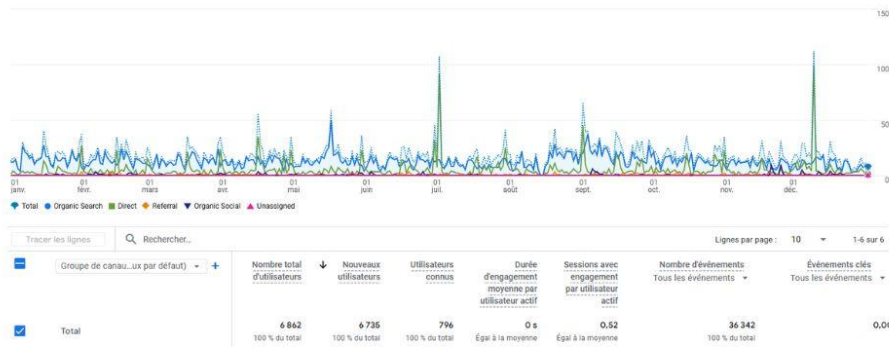 150
100
50
0
01 01 01 01 01 01 01 01 01 01 01 01
janv. févr. mars avr. mai juin juil. août sept. oct. nov. déc.
Total Organic Search Direct Referral Organic Social Unassigned
Tracer les lignes Rechercher... Lignes par page : 10 1-6 sur 6
Groupe de canau...ux par défaut) +
Nombre total d'utilisateurs
Nouveaux utilisateurs
Utilisateurs connus
Durée d'engagement moyenne par utilisateur actif
Sessions avec engagement par utilisateur actif
Nombre d'événements
Tous les événements
Événements clés
Tous les événements
Total 6 862 6 735 796 0 s 0,52 36 342 0,00
100 % du total 100 % du total 100 % du total Égal à la moyenne Égal à la moyenne 100 % du total